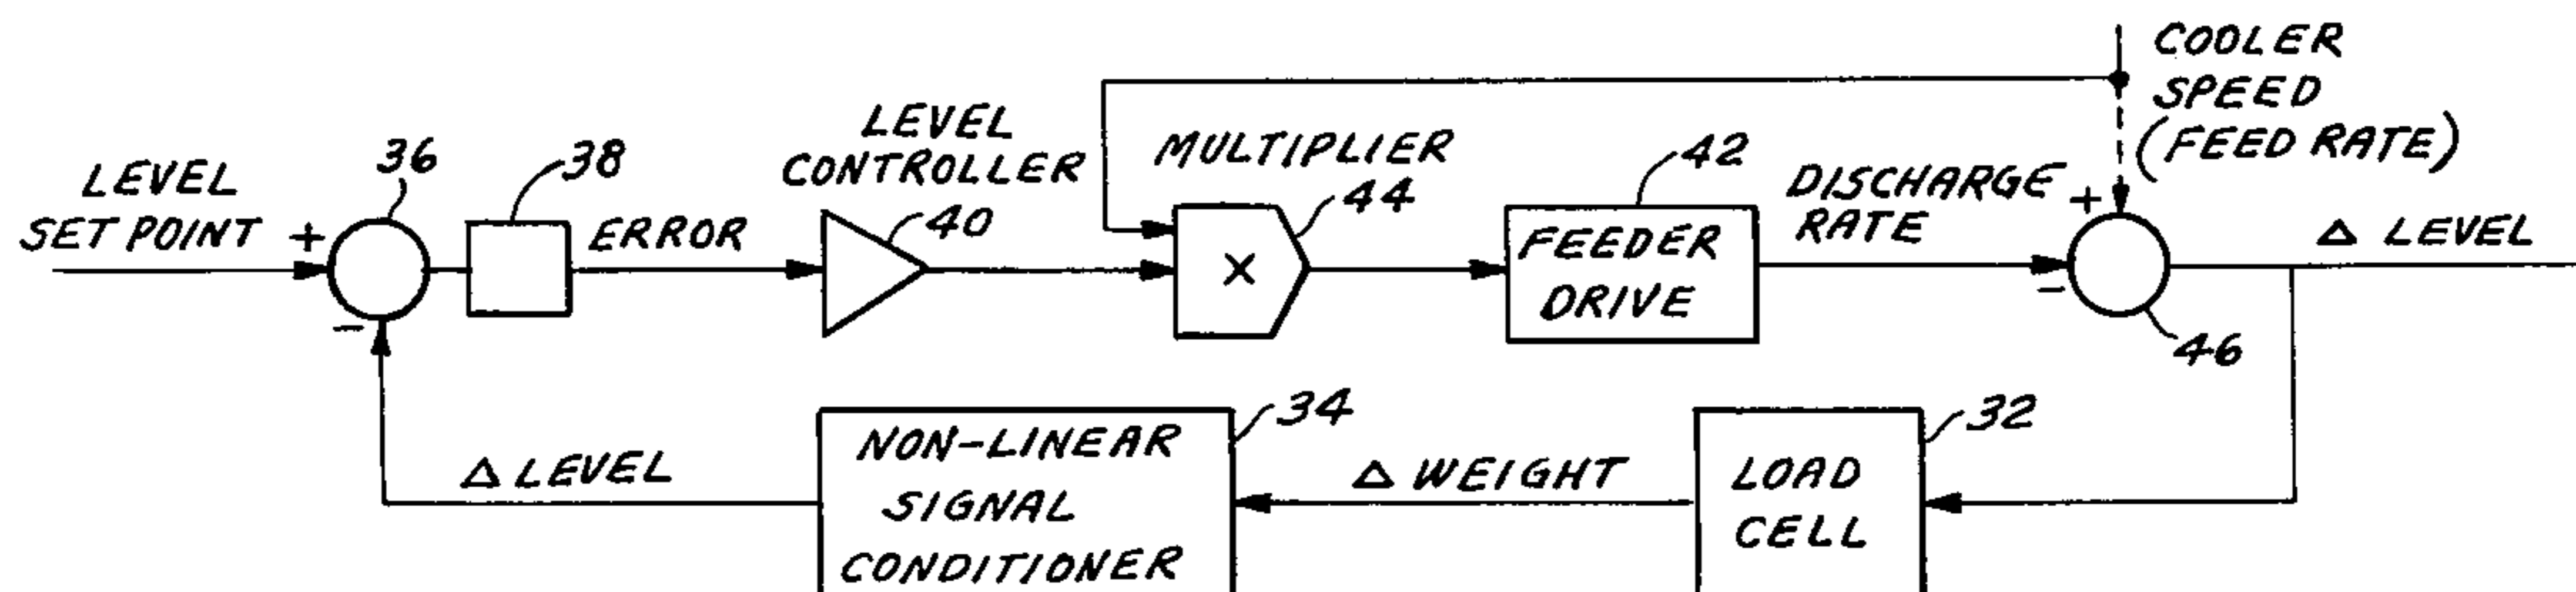 COOLER
SPEED
(FEED RATE)
LEVEL
SET POINT
+
-
36
38
ERROR
LEVEL
CONTROLLER
40
MULTIPLIER
44
X
42
FEEDER
DRIVE
DISCHARGE
RATE
+
-
46
Δ LEVEL
Δ LEVEL
NON-LINEAR
SIGNAL
CONDITIONER
34
Δ WEIGHT
LOAD
CELL
32